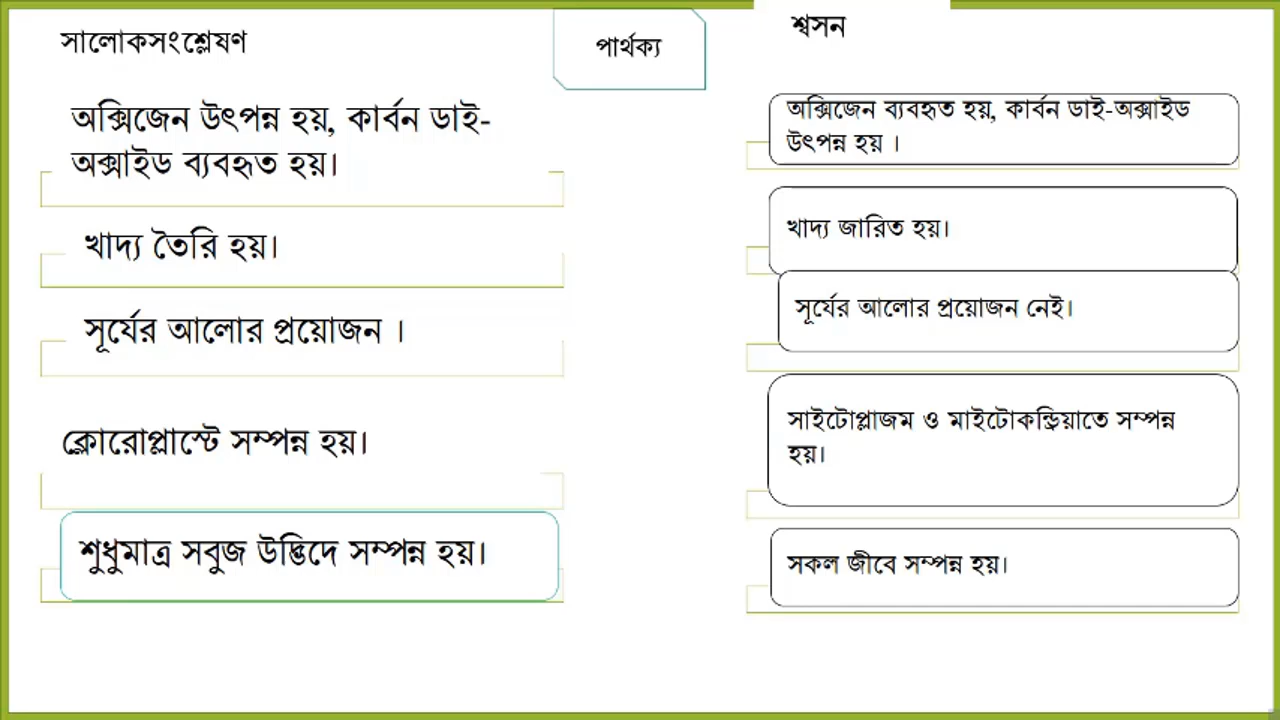 সালোকসংশ্লেষণ
পার্থক্য
শ্বসন
অক্সিজেন উৎপন্ন হয়, কার্বন ডাই-
অক্সাইড ব্যবহৃত হয়।
খাদ্য তৈরি হয়।
সূর্যের আলোর প্রয়োজন ।
ক্লোরোপ্লাস্টে সম্পন্ন হয়।
শুধুমাত্র সবুজ উদ্ভিদে সম্পন্ন হয়।
অক্সিজেন ব্যবহৃত হয়, কার্বন ডাই-অক্সাইড
উৎপন্ন হয় ।
খাদ্য জারিত হয়।
সূর্যের আলোর প্রয়োজন নেই।
সাইটোপ্লাজম ও মাইটোকন্ড্রিয়াতে সম্পন্ন
হয়।
সকল জীবে সম্পন্ন হয়।